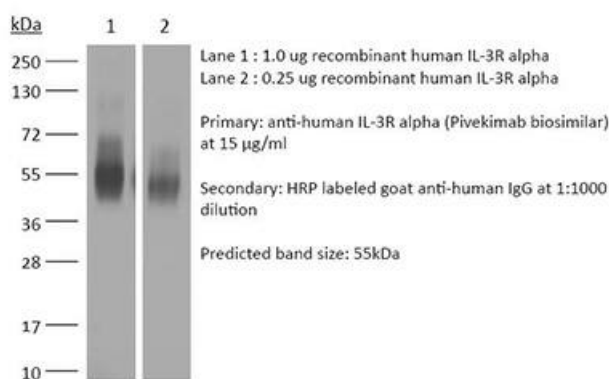 kDa
1 2
250
130
72
55
36
28
17
10
Lane 1 : 1.0 ug recombinant human IL-3R alpha
Lane 2 : 0.25 ug recombinant human IL-3R alpha
Primary: anti-human IL-3R alpha (Pivekimab biosimilar)
at 15 µg/ml
Secondary: HRP labeled goat anti-human IgG at 1:1000
dilution
Predicted band size: 55kDa